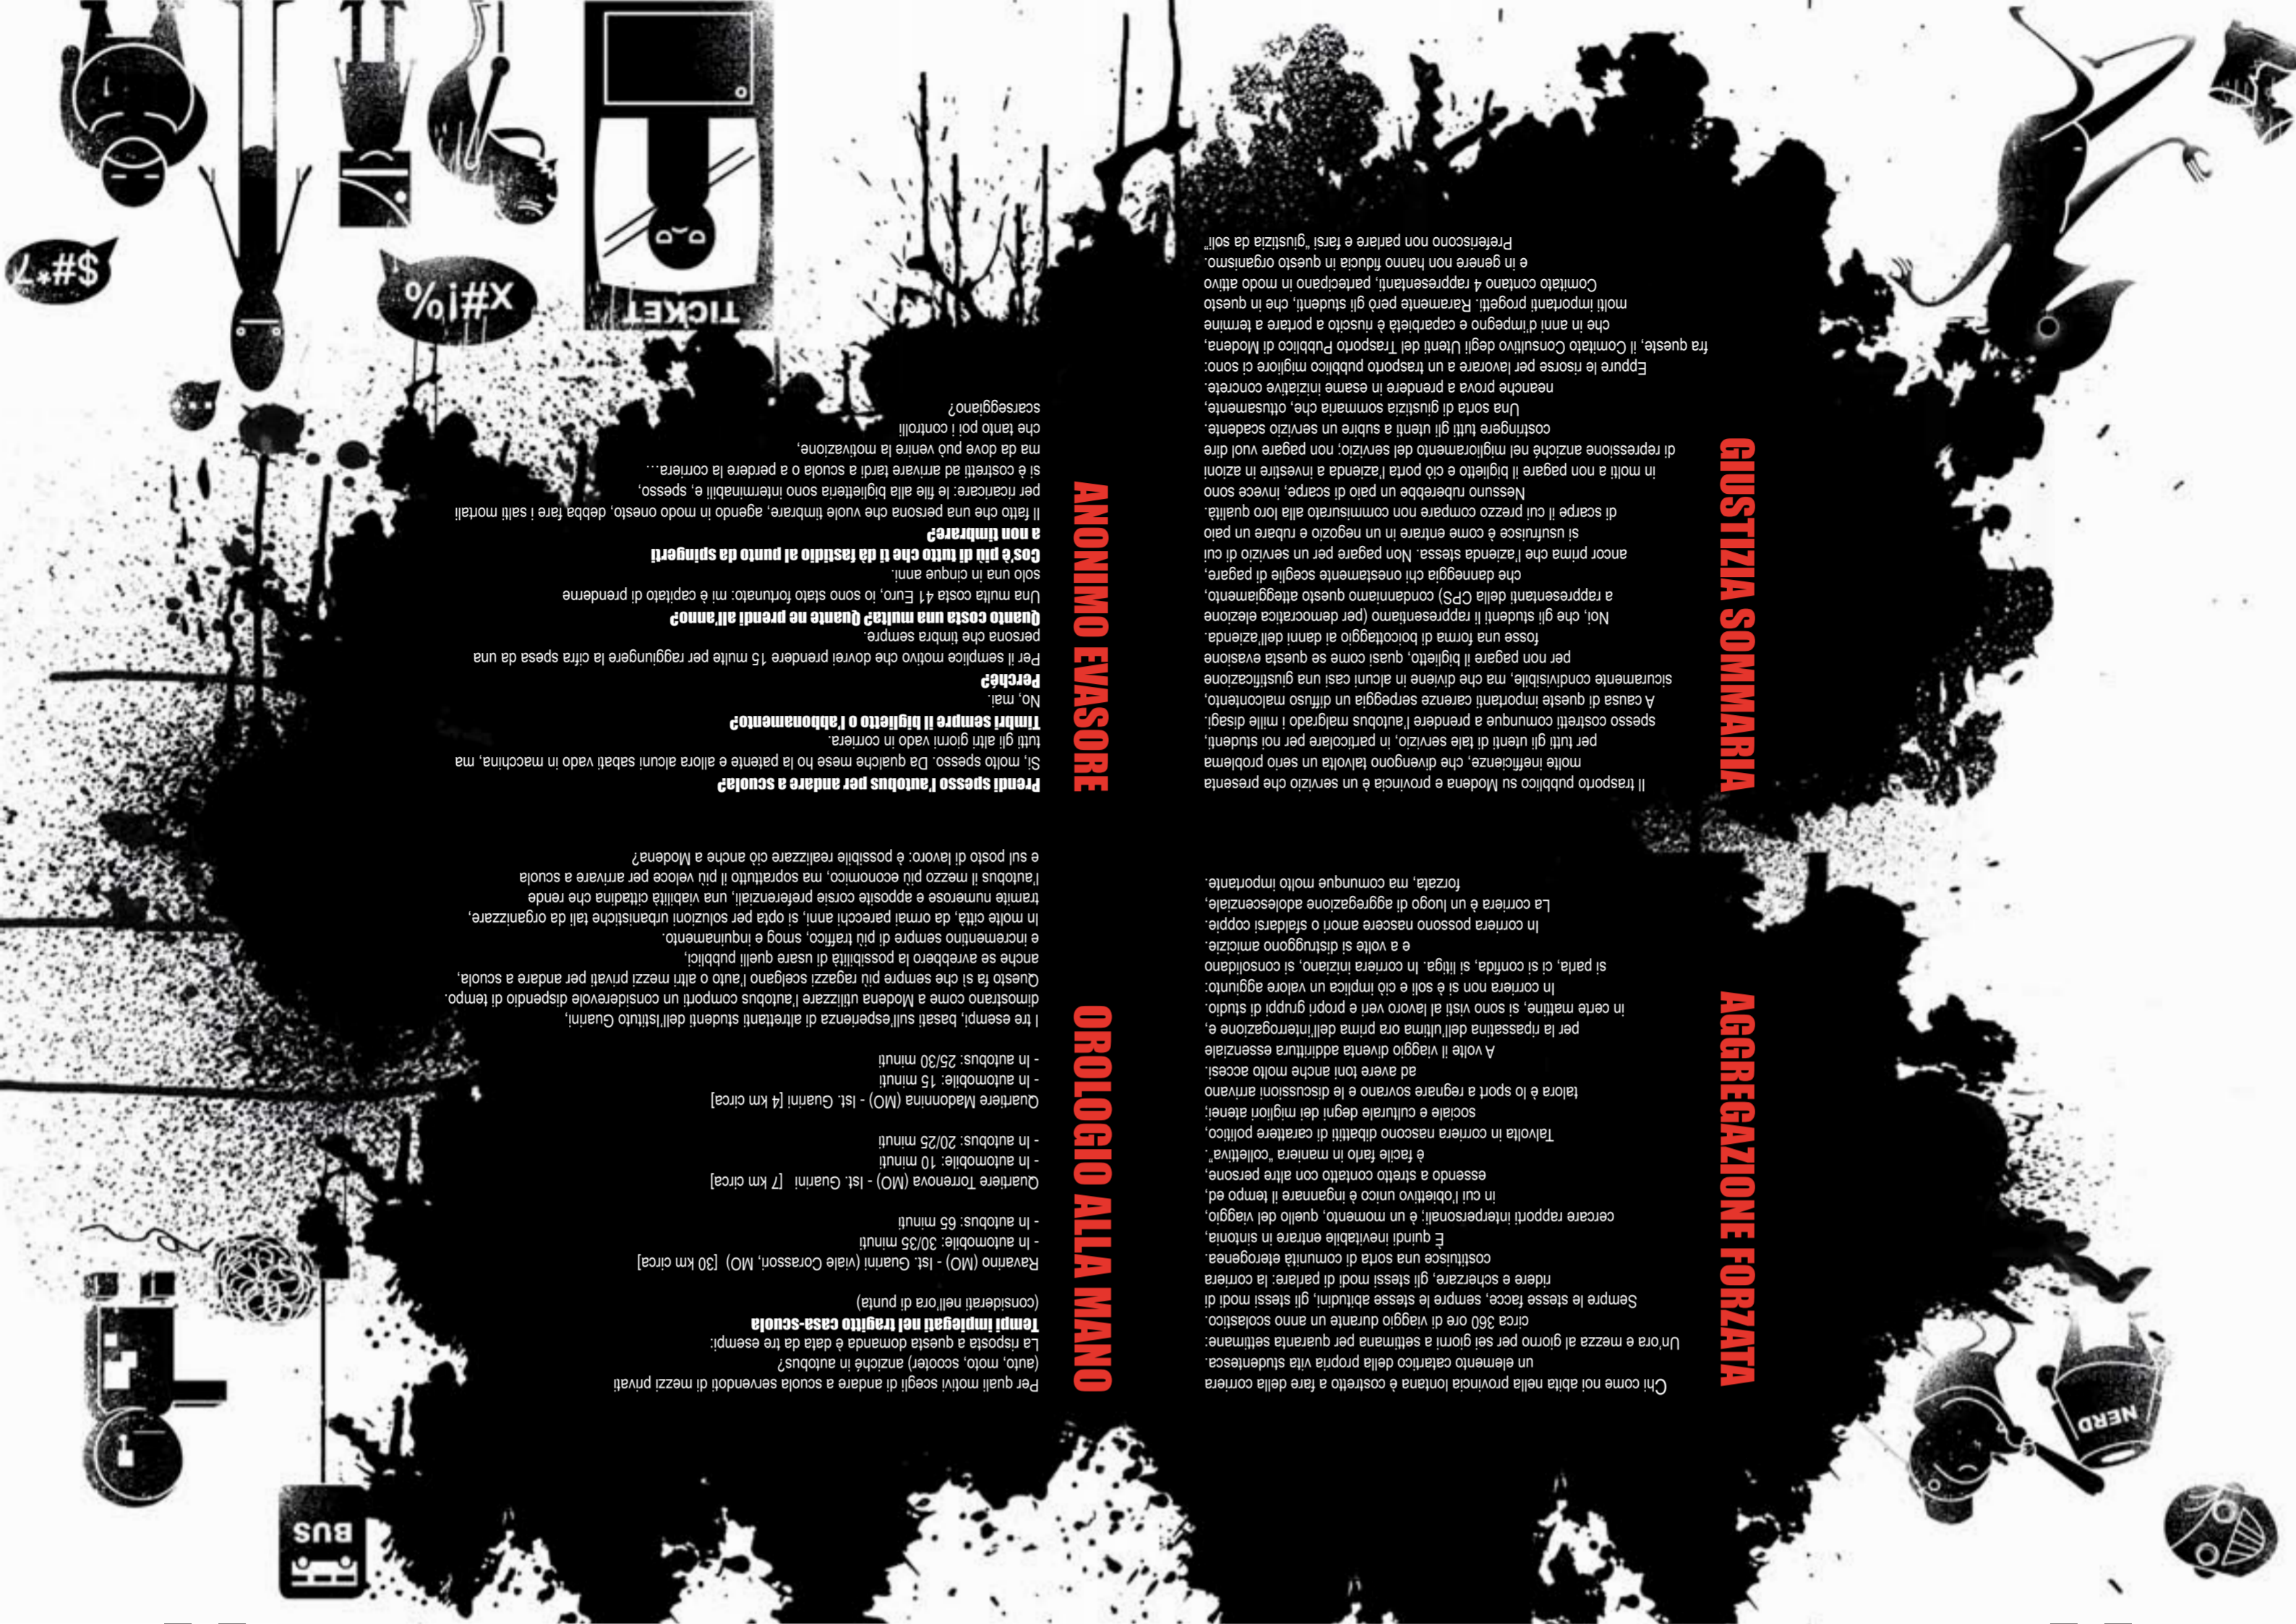 AGGREGAZIONE FORZATA
Chi come noi abita nella provincia lontana è costretto a fare della corriera
un elemento catartico della propria vita studentesca.
Un'ora e mezza al giorno per sei giorni a settimana per quaranta settimane:
circa 360 ore di viaggio durante un anno scolastico.
Sempre le stesse facce, sempre le stesse abitudini, gli stessi modi di
ridere e scherzare, gli stessi modi di parlare: la corriera
costituisce una sorta di comunità eterogenea.
È quindi inevitabile entrare in sintonia,
cercare rapporti interpersonali; è un momento, quello del viaggio,
in cui l'obiettivo unico è ingannare il tempo ed,
essendo a stretto contatto con altre persone,
è facile farlo in maniera "collettiva".
Talvolta in corriera nascono dibattiti di carattere politico,
sociale e culturale degni dei migliori atenei;
talora è lo sport a regnare sovrano e le discussioni arrivano
ad avere toni anche molto accesi.
A volte il viaggio diventa addirittura essenziale
per la ripassatina dell'ultima ora prima dell'interrogazione e,
in certe mattine, si sono visti al lavoro veri e propri gruppi di studio.
In corriera non si è soli e ciò implica un valore aggiunto:
si parla, ci si confida, si litiga. In corriera iniziano, si consolidano
e a volte si distruggono amicizie.
In corriera possono nascere amori o sfaldarsi coppie.
La corriera è un luogo di aggregazione adolescenziale,
forzata, ma comunque molto importante.
OROLOGIO ALLA MANO
Per quali motivi scegli di andare a scuola servendoti di mezzi privati
(auto, moto, scooter) anziché in autobus?
La risposta a questa domanda è data da tre esempi:
Tempi impiegati nel tragitto casa-scuola
(considerati nell'ora di punta)
Ravarino (MO) - Ist. Guarini (viale Corassori, MO) [30 km circa]
- In automobile: 30/35 minuti
- In autobus: 65 minuti
Quartiere Torrenova (MO) - Ist. Guarini [7 km circa]
- In automobile: 10 minuti
- In autobus: 20/25 minuti
Quartiere Madonnina (MO) - Ist. Guarini [4 km circa]
- In automobile: 15 minuti
- In autobus: 25/30 minuti
I tre esempi, basati sull'esperienza di altrettanti studenti dell'Istituto Guarini,
dimostrano come a Modena utilizzare l'autobus comporti un considerevole dispendio di tempo.
Questo fa sì che sempre più ragazzi scelgano l'auto o altri mezzi privati per andare a scuola,
anche se avrebbero la possibilità di usare quelli pubblici,
e incrementino sempre di più traffico, smog e inquinamento.
In molte città, da ormai parecchi anni, si opta per soluzioni urbanistiche tali da organizzare,
tramite numerose e apposite corsie preferenziali, una viabilità cittadina che rende
l'autobus il mezzo più economico, ma soprattutto il più veloce per arrivare a scuola
e sul posto di lavoro: è possibile realizzare ciò anche a Modena?
GIUSTIZIA SOMMARIA
Il trasporto pubblico su Modena e provincia è un servizio che presenta
molte inefficienze, che divengono talvolta un serio problema
per tutti gli utenti di tale servizio, in particolare per noi studenti,
spesso costretti comunque a prendere l'autobus malgrado i mille disagi.
A causa di queste importanti carenze serpeggia un diffuso malcontento,
sicuramente condivisibile, ma che diviene in alcuni casi una giustificazione
per non pagare il biglietto, quasi come se questa evasione
fosse una forma di boicottaggio ai danni dell'azienda.
Noi, che gli studenti li rappresentiamo (per democratica elezione
a rappresentanti della CPS) condanniamo questo atteggiamento,
che danneggia chi onestamente sceglie di pagare,
ancor prima che l'azienda stessa. Non pagare per un servizio di cui
si usufruisce è come entrare in un negozio e rubare un paio
di scarpe il cui prezzo compare non commisurato alla loro qualità.
Nessuno ruberebbe un paio di scarpe, invece sono
in molti a non pagare il biglietto e ciò porta l'azienda a investire in azioni
di repressione anziché nel miglioramento del servizio; non pagare vuol dire
costringere tutti gli utenti a subire un servizio scadente.
Una sorta di giustizia sommaria che, ottusamente,
neanche prova a prendere in esame iniziative concrete.
Eppure le risorse per lavorare a un trasporto pubblico migliore ci sono:
fra queste, il Comitato Consultivo degli Utenti del Trasporto Pubblico di Modena,
che in anni d'impegno e caparbietà è riuscito a portare a termine
molti importanti progetti. Raramente però gli studenti, che in questo
Comitato contano 4 rappresentanti, partecipano in modo attivo
e in genere non hanno fiducia in questo organismo.
Preferiscono non parlare e farsi "giustizia da soli"
ANONIMO EVASORE
Prendi spesso l'autobus per andare a scuola?
Sì, molto spesso. Da qualche mese ho la patente e allora alcuni sabati vado in macchina, ma
tutti gli altri giorni vado in corriera.
Timbri sempre il biglietto o l'abbonamento?
No, mai.
Perché?
Per il semplice motivo che dovrei prendere 15 multe per raggiungere la cifra spesa da una
persona che timbra sempre.
Quanto costa una multa? Quante ne prendi all'anno?
Una multa costa 41 Euro, io sono stato fortunato: mi è capitato di prenderne
solo una in cinque anni.
Cos'è più di tutto che ti dà fastidio al punto da spingerti
a non timbrare?
Il fatto che una persona che vuole timbrare, agendo in modo onesto, debba fare i salti mortali
per ricaricare: le file alla biglietteria sono interminabili e, spesso,
si è costretti ad arrivare tardi a scuola o a perdere la corriera…
ma da dove può venire la motivazione,
che tanto poi i controlli
scarseggiano?
BUS
NERD
TICKET
X#!%